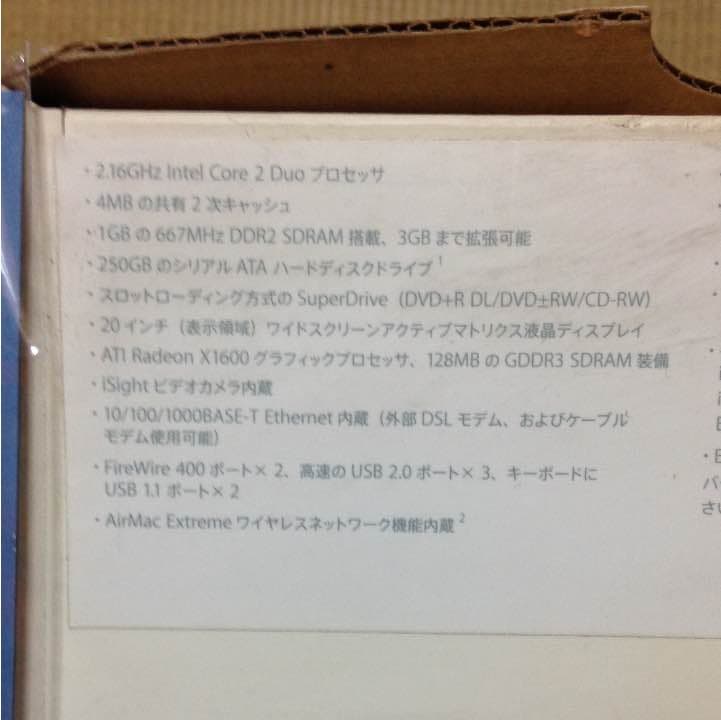 ・2.16GHz Intel Core 2 Duo プロセッサ
・4MB の共有 2 次キャッシュ
・1GB の 667MHz DDR2 SDRAM 搭載、3GB まで拡張可能
・250GB のシリアル ATA ハードディスクドライブ 1
・スロットローディング方式の SuperDrive（DVD+R DL/DVD±RW/CD-RW）
・20 インチ（表示領域）ワイドスクリーンアクティブマトリクス液晶ディスプレイ
・ATI Radeon X1600 グラフィックプロセッサ、128MB の GDDR3 SDRAM 装備
・iSight ビデオカメラ内蔵
・10/100/1000BASE-T Ethernet 内蔵（外部 DSL モデム、およびケーブル
モデム使用可能）
・FireWire 400 ポート× 2、高速の USB 2.0 ポート× 3、キーボードに
USB 1.1 ポート× 2
・AirMac Extreme ワイヤレスネットワーク機能内蔵 2